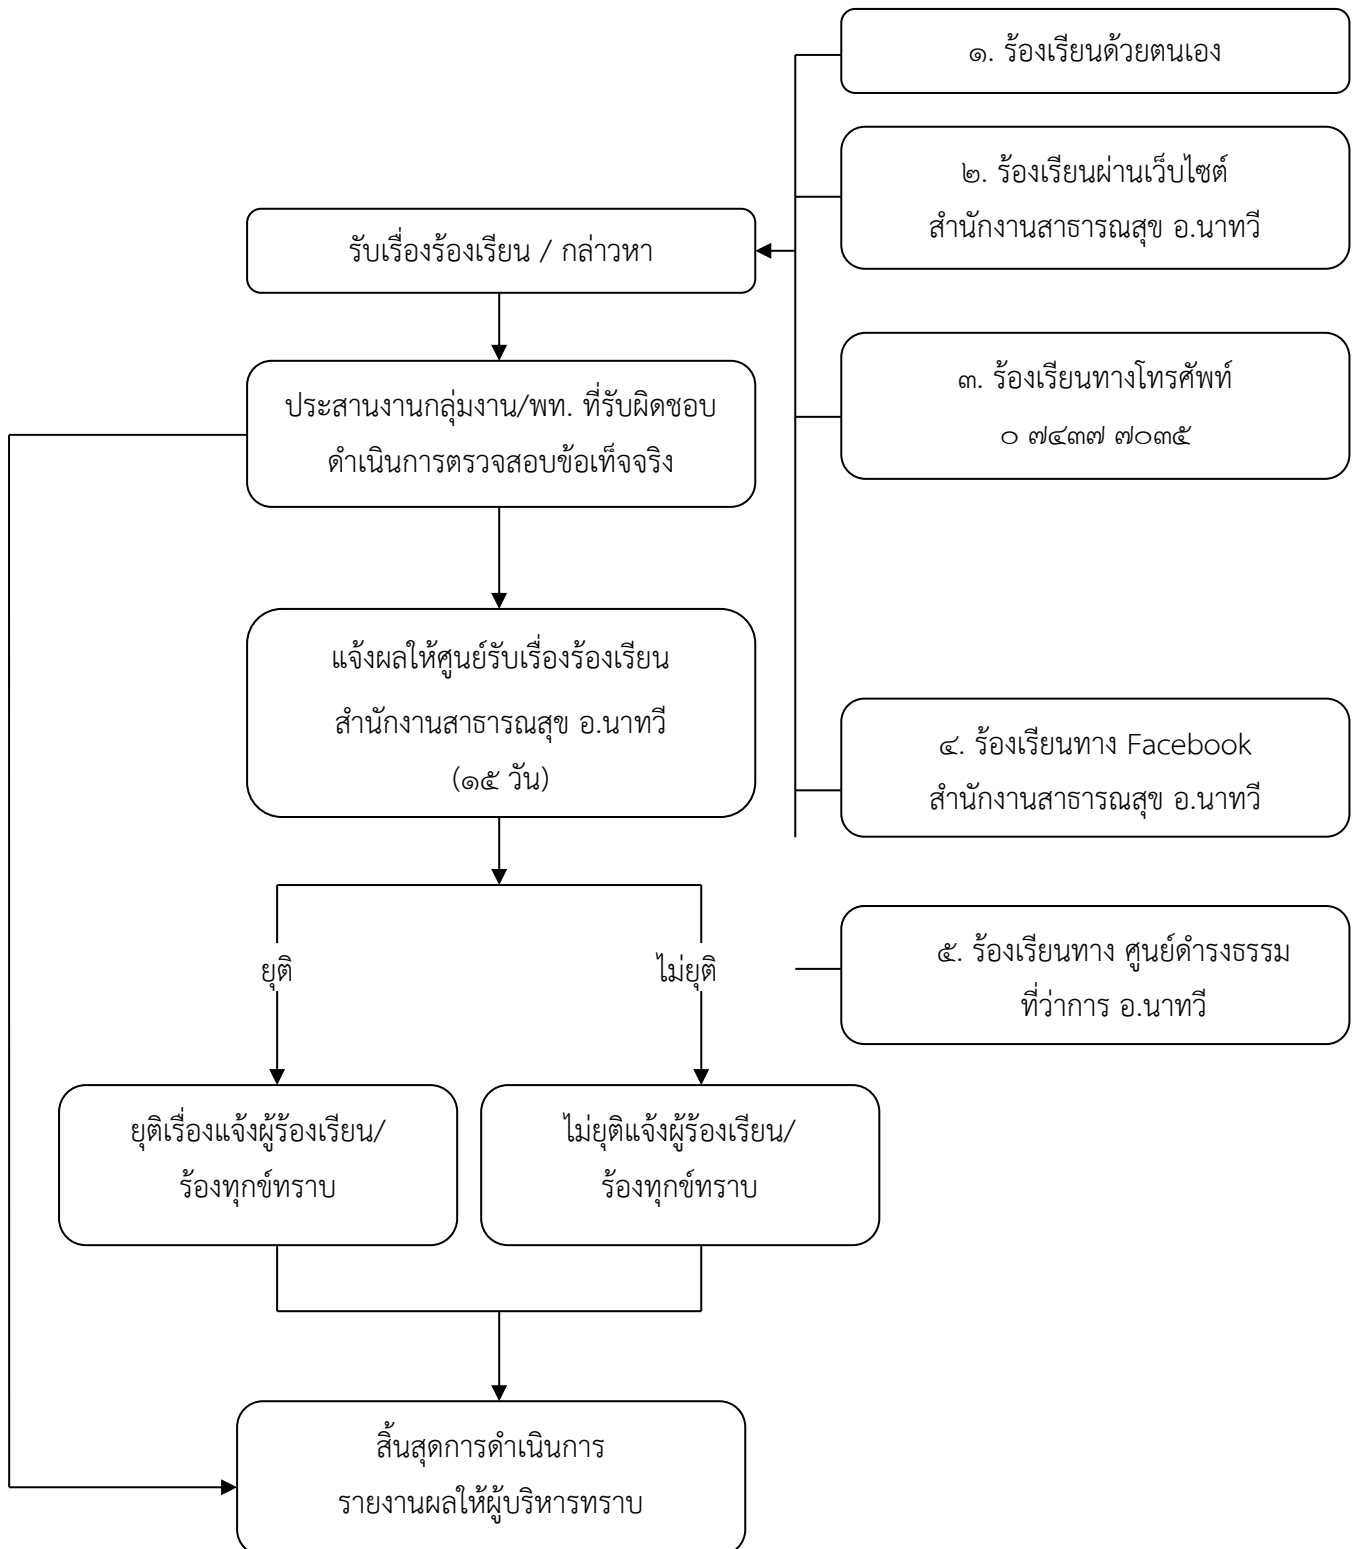 ๑. ร้องเรียนด้วยตนเอง
๒. ร้องเรียนผ่านเว็บไซต์
สำนักงานสาธารณสุข อ.นาทวี
รับเรื่องร้องเรียน / กล่าวหา
๓. ร้องเรียนทางโทรศัพท์
๐ ๗๔๓๗ ๗๐๓๕
ประสานงานกลุ่มงาน/พท. ที่รับผิดชอบ
ดำเนินการตรวจสอบข้อเท็จจริง
แจ้งผลให้ศูนย์รับเรื่องร้องเรียน
สำนักงานสาธารณสุข อ.นาทวี
(๑๕ วัน)
๔. ร้องเรียนทาง Facebook
สำนักงานสาธารณสุข อ.นาทวี
๕. ร้องเรียนทาง ศูนย์ดำรงธรรม
ที่ว่าการ อ.นาทวี
ยุติ
ไม่ยุติ
ยุติเรื่องแจ้งผู้ร้องเรียน/
ร้องทุกข์ทราบ
ไม่ยุติแจ้งผู้ร้องเรียน/
ร้องทุกข์ทราบ
สิ้นสุดการดำเนินการ
รายงานผลให้ผู้บริหารทราบ